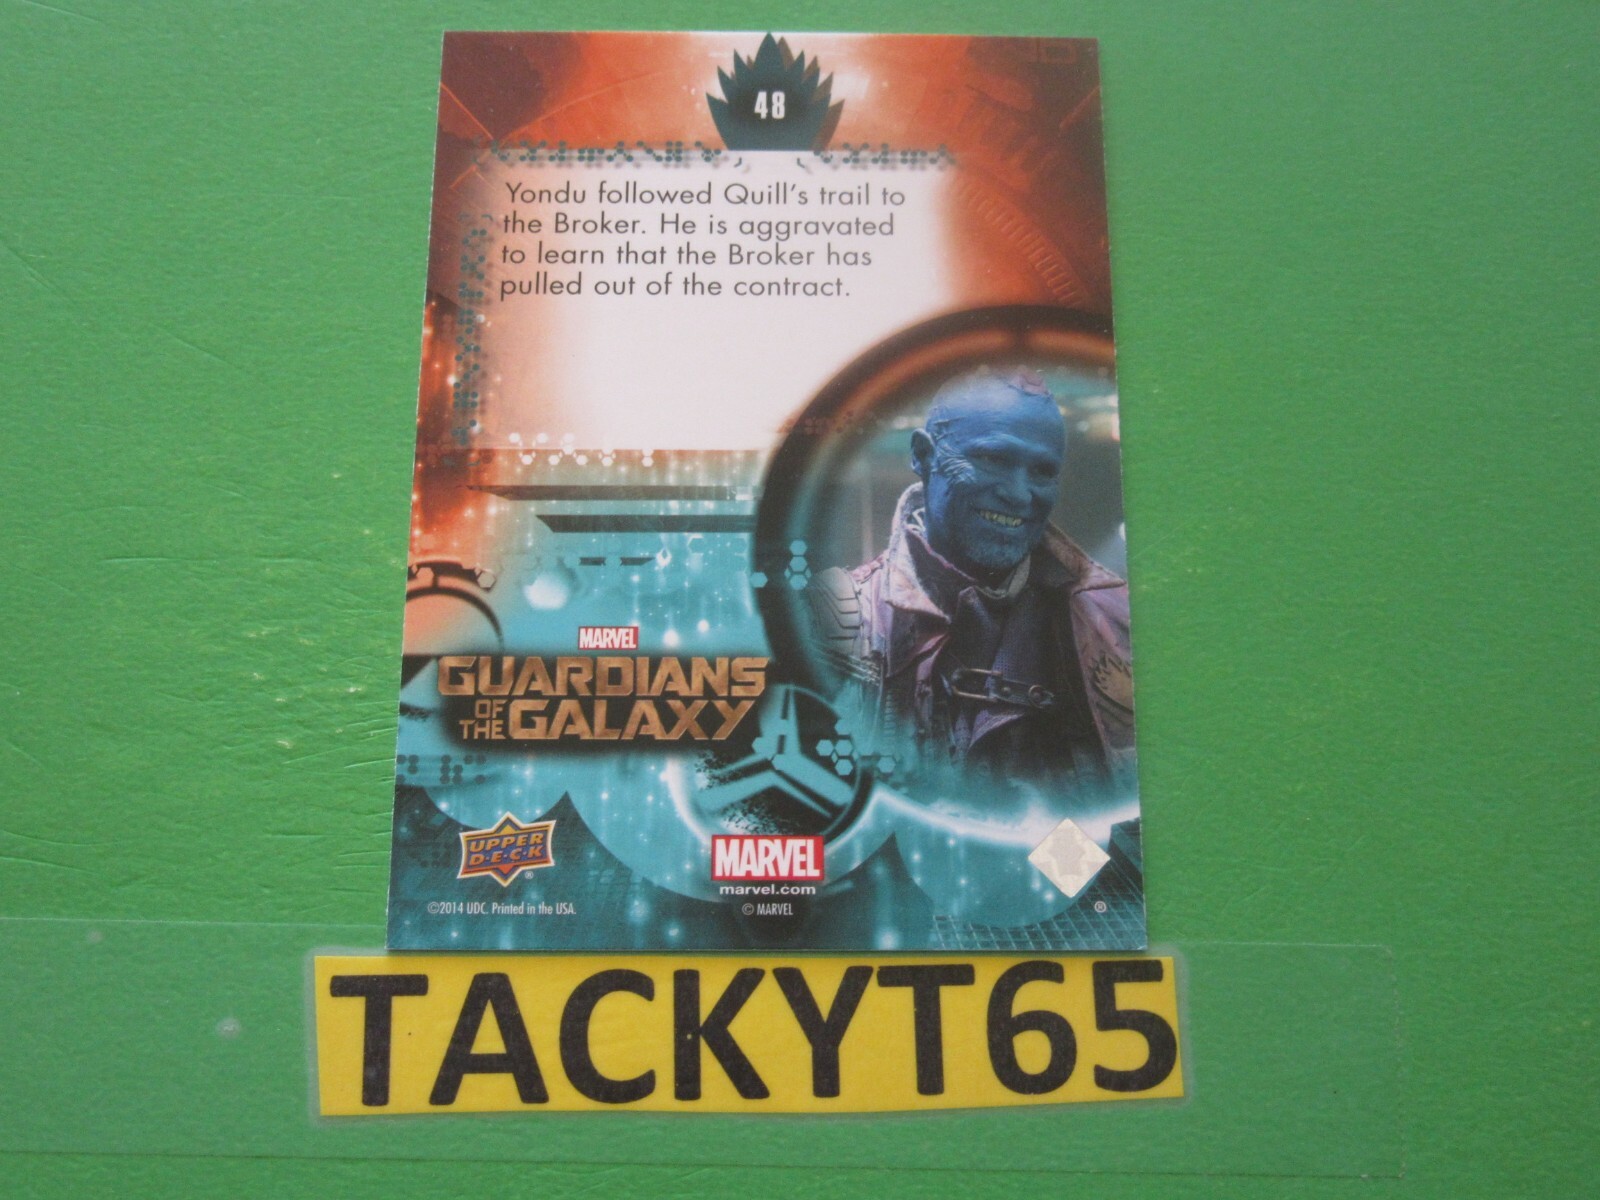 48
Yondu followed Quill's trail to
the Broker. He is aggravated
to learn that the Broker has
pulled out of the contract.
MARVEL
GUARDIANS
OF THE GALAXY
UPPER
D·E·C·K
®
MARVEL
marvel.com
©2014 UDC. Printed in the USA.
© MARVEL
®
TACKYT65